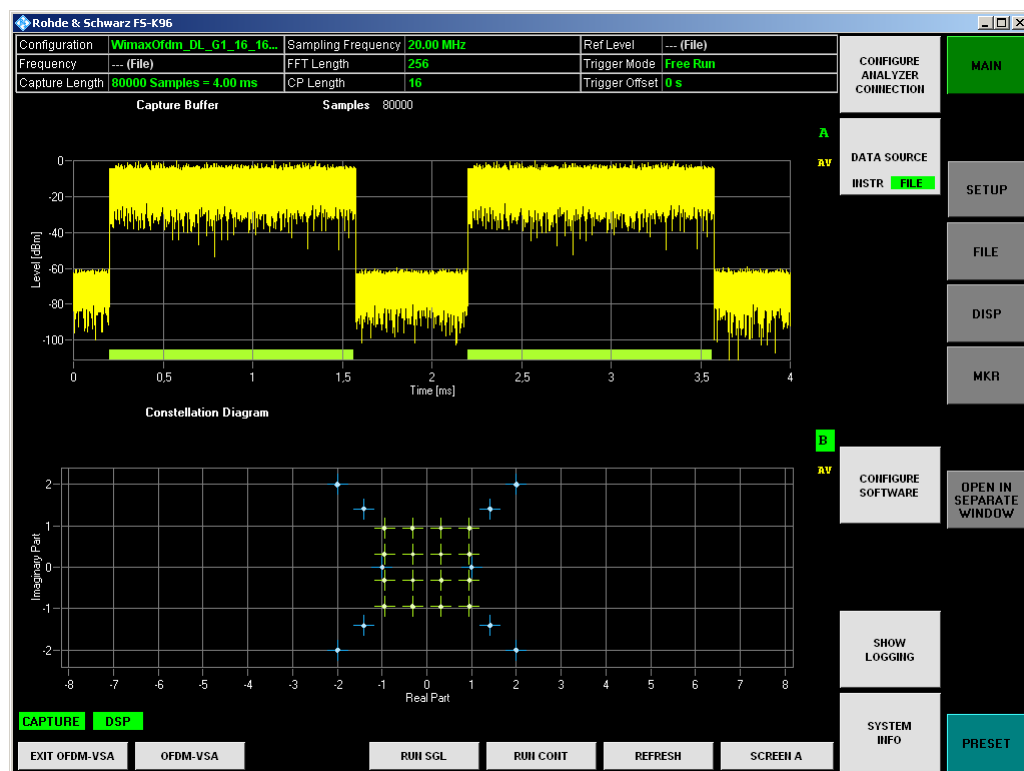 Rohde & Schwarz FS-K96
Configuration WimaxOfdm_DL_G1_16_16... Sampling Frequency 20.00 MHz Ref Level --- (File)
Frequency --- (File) FFT Length 256 Trigger Mode Free Run
Capture Length 80000 Samples = 4.00 ms CP Length 16 Trigger Offset 0 s
CONFIGURE
ANALYZER
CONNECTION
MAIN
Capture Buffer Samples 80000
A
AV
DATA SOURCE
INSTR FILE
SETUP
FILE
DISP
MKR
Level [dBm]
0
-20
-40
-60
-80
-100
0 0,5 1 1,5 2 2,5 3 3,5 4
Time [ms]
Constellation Diagram
B
AV
CONFIGURE
SOFTWARE
OPEN IN
SEPARATE
WINDOW
Imaginary Part
2
1
0
-1
-2
-8 -7 -6 -5 -4 -3 -2 -1 0 1 2 3 4 5 6 7 8
Real Part
SHOW
LOGGING
SYSTEM
INFO
PRESET
CAPTURE DSP
EXIT OFDM-VSA OFDM-VSA RUN SGL RUN CONT REFRESH SCREEN A